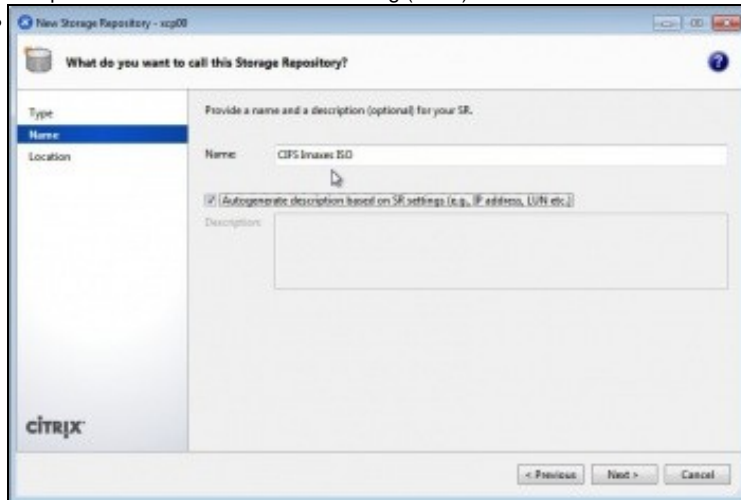 New Storage Repository - xcp00
What do you want to call this Storage Repository?
Type
Name
Location
Provide a name and a description (optional) for your SR.
Name: CIFS Imaxes ISO
Autogenerate description based on SR settings (e.g., IP address, LUN etc.)
Description:
CITRIX
< Previous Next > Cancel